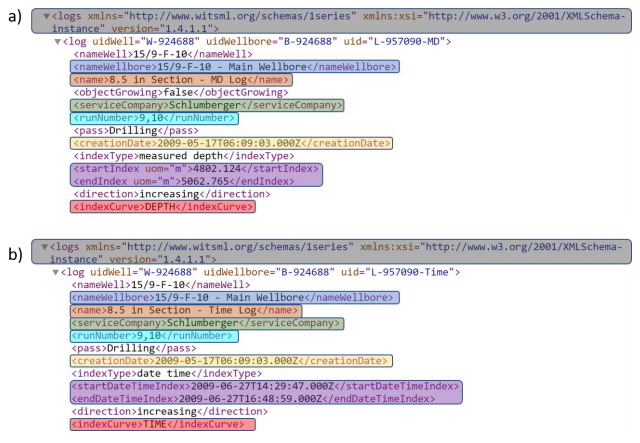 a)
▼<logs xmlns="http://www.witsml.org/schemas/1series" xmlns:xsi="http://www.w3.org/2001/XMLSchema-
instance" version="1.4.1.1">
▼<log uidWell="W-924688" uidWellbore="B-924688" uid="L-957090-MD">
<nameWell>15/9-F-10</nameWell>
<nameWellbore>15/9-F-10 - Main Wellbore</nameWellbore>
<name>8.5 in Section - MD Log</name>
<objectGrowing>false</objectGrowing>
<serviceCompany>Schlumberger</serviceCompany>
<runNumber>9,10</runNumber>
<pass>Drilling</pass>
<creationDate>2009-05-17T06:09:03.000Z</creationDate>
<indexType>measured depth</indexType>
<startIndex uom="m">4802.124</startIndex>
<endIndex uom="m">5062.765</endIndex>
<direction>increasing</direction>
<indexCurve>DEPTH</indexCurve>
b)
▼<logs xmlns="http://www.witsml.org/schemas/1series" xmlns:xsi="http://www.w3.org/2001/XMLSchema-
instance" version="1.4.1.1">
▼<log uidWell="W-924688" uidWellbore="B-924688" uid="L-957090-Time">
<nameWell>15/9-F-10</nameWell>
<nameWellbore>15/9-F-10 - Main Wellbore</nameWellbore>
<name>8.5 in Section - Time Log</name>
<serviceCompany>Schlumberger</serviceCompany>
<runNumber>9,10</runNumber>
<pass>Drilling</pass>
<creationDate>2009-05-17T06:09:03.000Z</creationDate>
<indexType>date time</indexType>
<startDateTimeIndex>2009-06-27T14:29:47.000Z</startDateTimeIndex>
<endDateTimeIndex>2009-06-27T16:48:59.000Z</endDateTimeIndex>
<direction>increasing</direction>
<indexCurve>TIME</indexCurve>